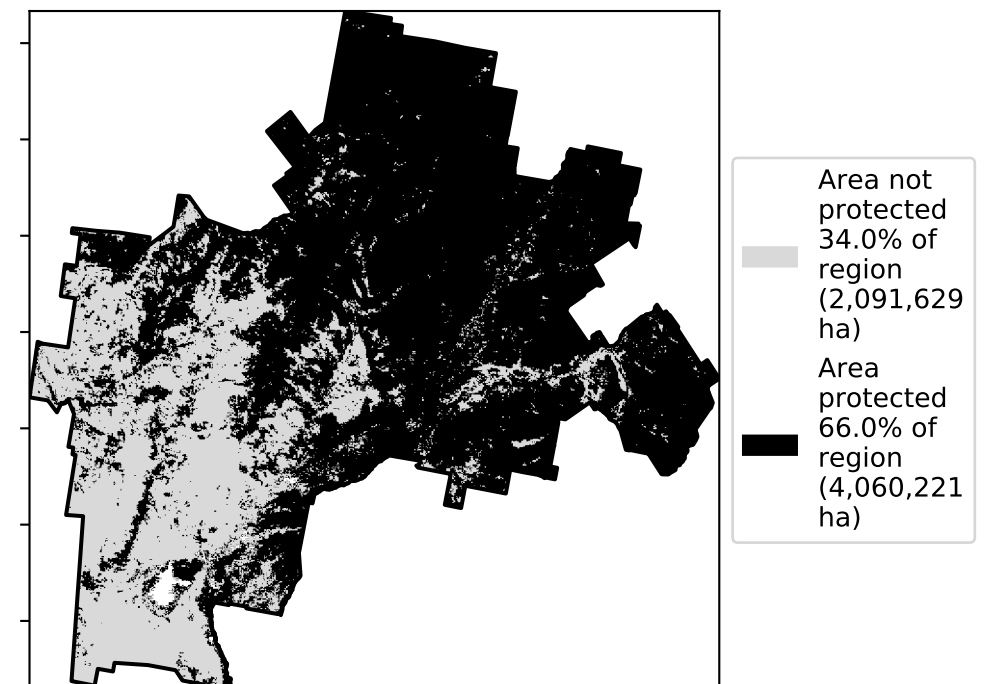 Area not
protected
34.0% of
region
(2,091,629
ha)
Area
protected
66.0% of
region
(4,060,221
ha)